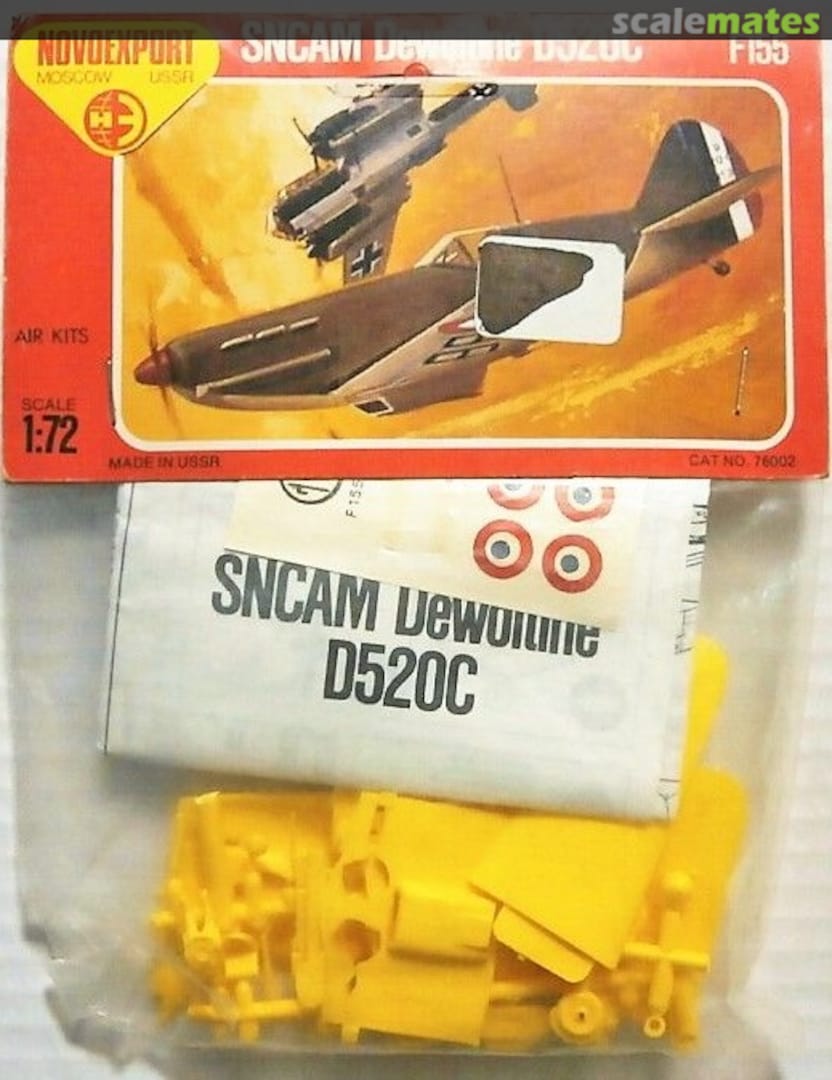 scalemates
NOVOEXPORT
MOSCOW USSR
SNCAM Dewoitine D520C
F155
AIR KITS
SCALE
1:72
MADE IN USSR
CAT NO. 76002
F155
SNCAM Dewoitine
D520C